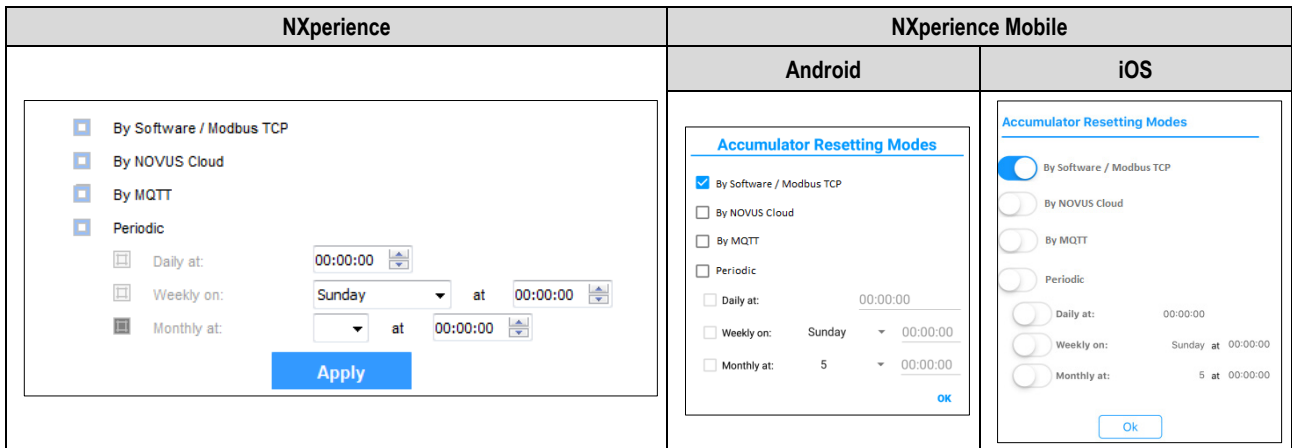 NXperience
NXperience Mobile
Android
iOS
By Software / Modbus TCP
By NOVUS Cloud
By MQTT
Periodic
Daily at: 00:00:00
Weekly on: Sunday at 00:00:00
Monthly at: at 00:00:00
Apply
Accumulator Resetting Modes
By Software / Modbus TCP
By NOVUS Cloud
By MQTT
Periodic
Daily at: 00:00:00
Weekly on: Sunday 00:00:00
Monthly at: 5 00:00:00
OK
Accumulator Resetting Modes
By Software / Modbus TCP
By NOVUS Cloud
By MQTT
Periodic
Daily at: 00:00:00
Weekly on: Sunday at 00:00:00
Monthly at: 5 at 00:00:00
Ok